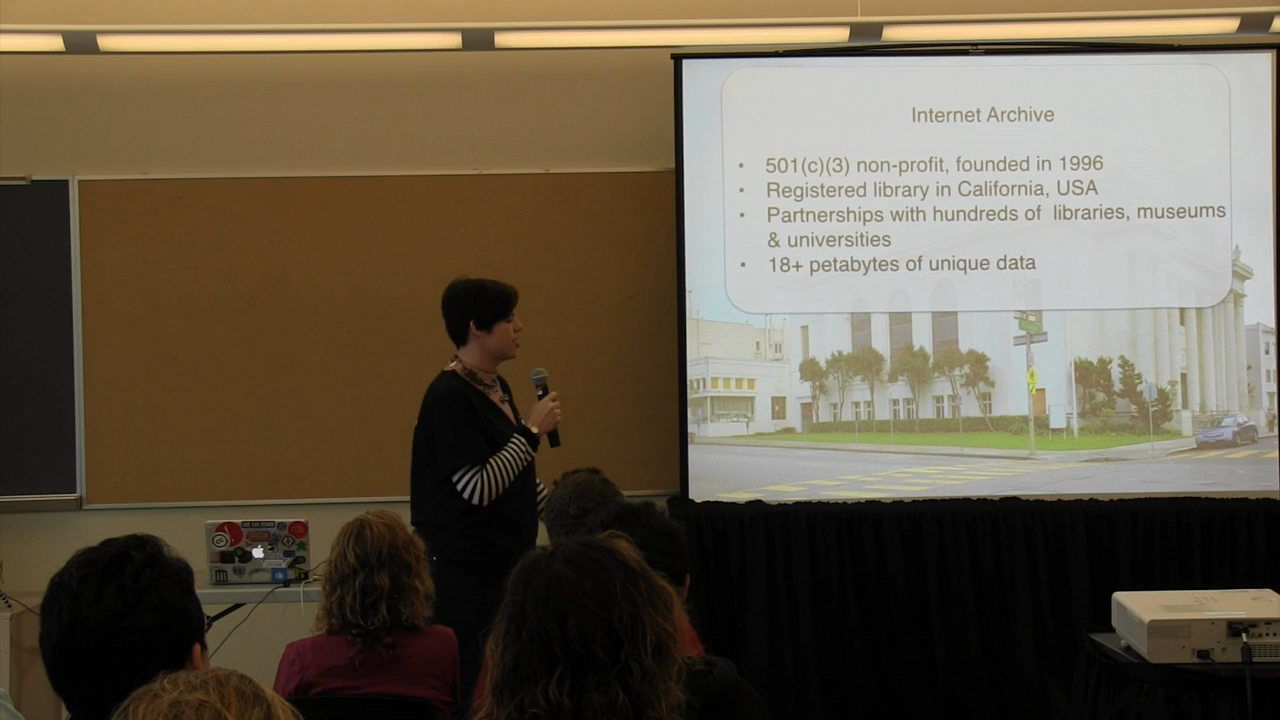 Internet Archive
• 501(c)(3) non-profit, founded in 1996
• Registered library in California, USA
• Partnerships with hundreds of libraries, museums
& universities
• 18+ petabytes of unique data